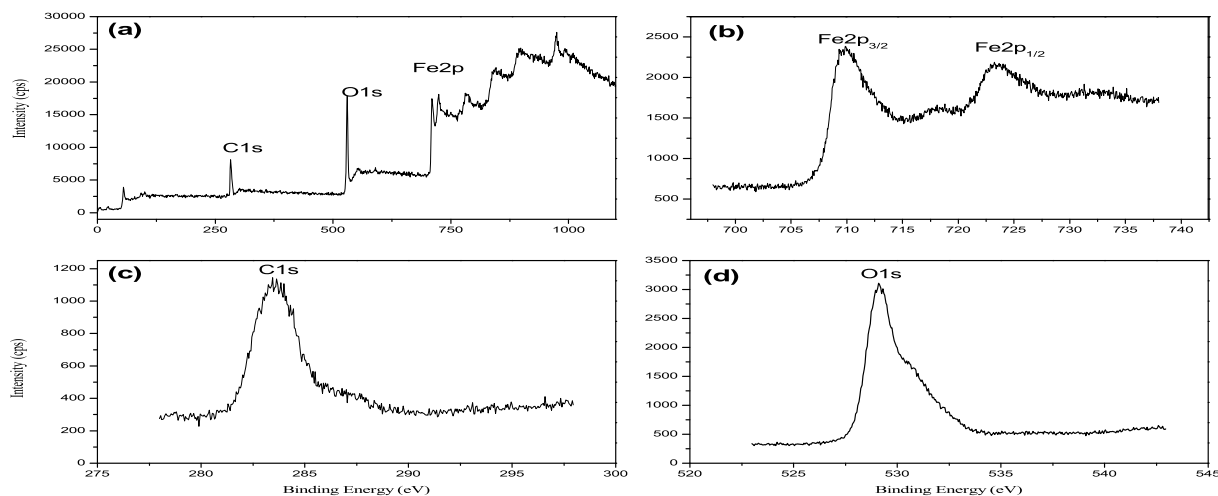 (a)
30000
25000
20000
15000
10000
5000
0
Intensity (cps)
C1s
O1s
Fe2p
0 250 500 750 1000
(b)
Fe2p3/2
Fe2p1/2
2500
2000
1500
1000
500
700 705 710 715 720 725 730 735 740
(c)
C1s
1200
1000
800
600
400
200
0
Intensity (cps)
275 280 285 290 295 300
Binding Energy (eV)
(d)
O1s
3500
3000
2500
2000
1500
1000
500
0
520 525 530 535 540 545
Binding Energy (eV)